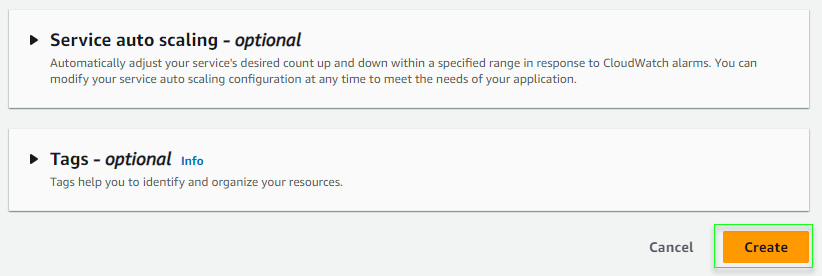 Service auto scaling - optional
Automatically adjust your service's desired count up and down within a specified range in response to CloudWatch alarms. You can
modify your service auto scaling configuration at any time to meet the needs of your application.
Tags - optional Info
Tags help you to identify and organize your resources.
Cancel Create